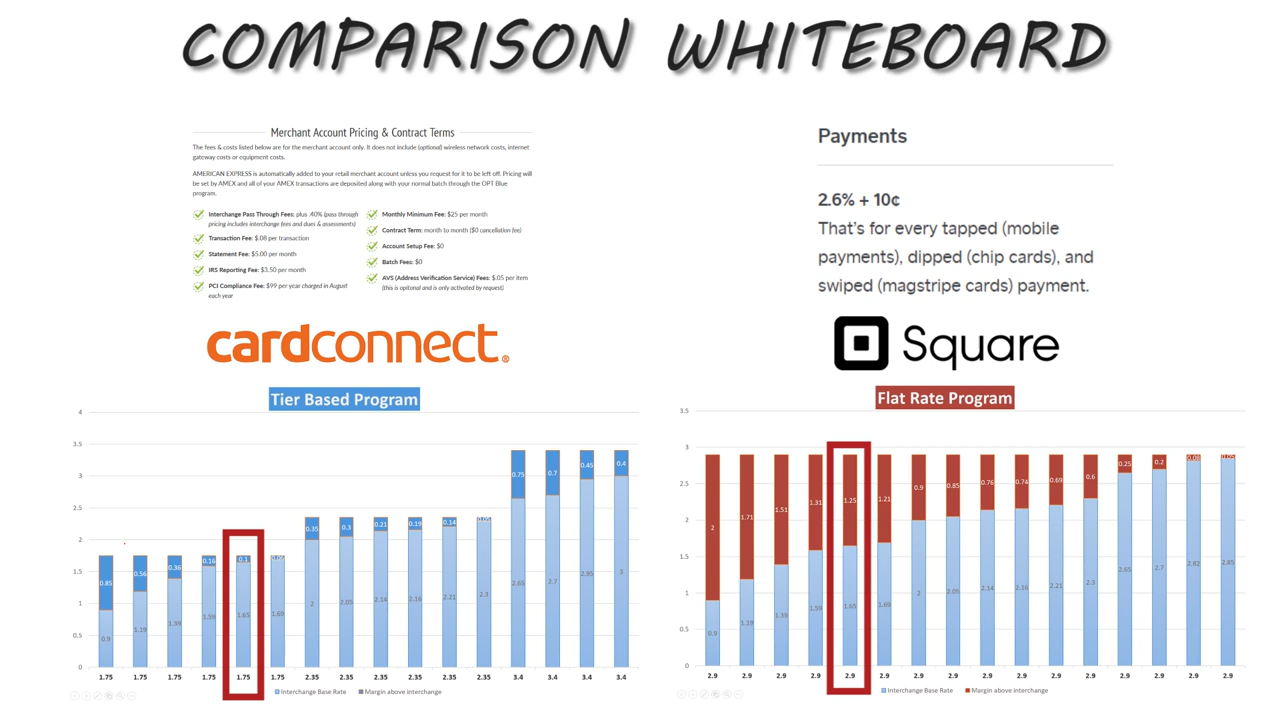 COMPARISON WHITEBOARD
Merchant Account Pricing & Contract Terms
The fees & costs listed below are for the merchant account only. It does not include (optional) wireless network costs, internet
gateway costs or equipment costs.
AMERICAN EXPRESS is automatically added to your retail merchant account unless you request for it to be left off. Pricing will
be set by AMEX and all of your AMEX transactions are deposited along with your normal batch through the OPT Blue
program.
Interchange Pass Through Fees: plus .40% (pass through
pricing includes interchange fees and dues & assessments)
Transaction Fee: $.08 per transaction
Statement Fee: $5.00 per month
IRS Reporting Fee: $3.50 per month
PCI Compliance Fee: $99 per year charged in August
each year
Monthly Minimum Fee: $25 per month
Contract Term: month to month ($0 cancellation fee)
Account Setup Fee: $0
Batch Fees: $0
AVS (Address Verification Service) Fees: $.05 per item
(this is optional and is only activated by request)
cardconnect.®
Payments
2.6% + 10¢
That's for every tapped (mobile
payments), dipped (chip cards), and
swiped (magstripe cards) payment.
Square
Tier Based Program
4
3.5
3
2.5
2
1.5
1
0.5
0
0.85 0.56 0.36 0.16 0.1 0.06 0.35 0.3 0.21 0.19 0.14 0.05 0.75 0.7 0.45 0.4
0.9 1.19 1.39 1.59 1.65 1.69 2 2.05 2.14 2.16 2.21 2.3 2.65 2.7 2.95 3
1.75 1.75 1.75 1.75 1.75 1.75 2.35 2.35 2.35 2.35 2.35 2.35 3.4 3.4 3.4 3.4
Interchange Base Rate Margin above interchange
Flat Rate Program
3.5
3
2.5
2
1.5
1
0.5
0
2 1.71 1.51 1.31 1.25 1.21 0.9 0.85 0.76 0.74 0.69 0.6 0.25 0.2 0.08 0.05
0.9 1.19 1.39 1.59 1.65 1.69 2 2.05 2.14 2.16 2.21 2.3 2.65 2.7 2.82 2.85
2.9 2.9 2.9 2.9 2.9 2.9 2.9 2.9 2.9 2.9 2.9 2.9 2.9 2.9 2.9 2.9
Interchange Base Rate Margin above interchange